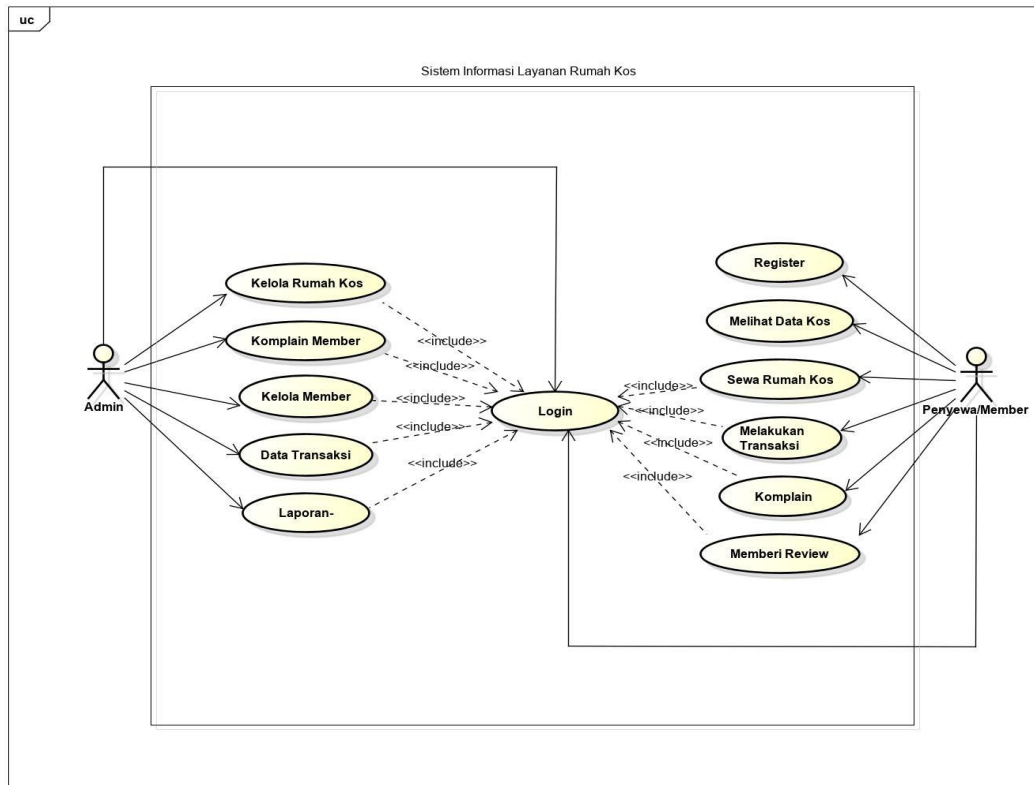 uc
Sistem Informasi Layanan Rumah Kos
Kelola Rumah Kos
Komplain Member
Kelola Member
Data Transaksi
Laporan-
Admin
<<include>>
<<include>>
<<include>>
<<include>>
<<include>>
Login
<<include>>
<<include>>
<<include>>
<<include>>
Register
Melihat Data Kos
Sewa Rumah Kos
Melakukan
Transaksi
Komplain
Memberi Review
Penyewa/Member